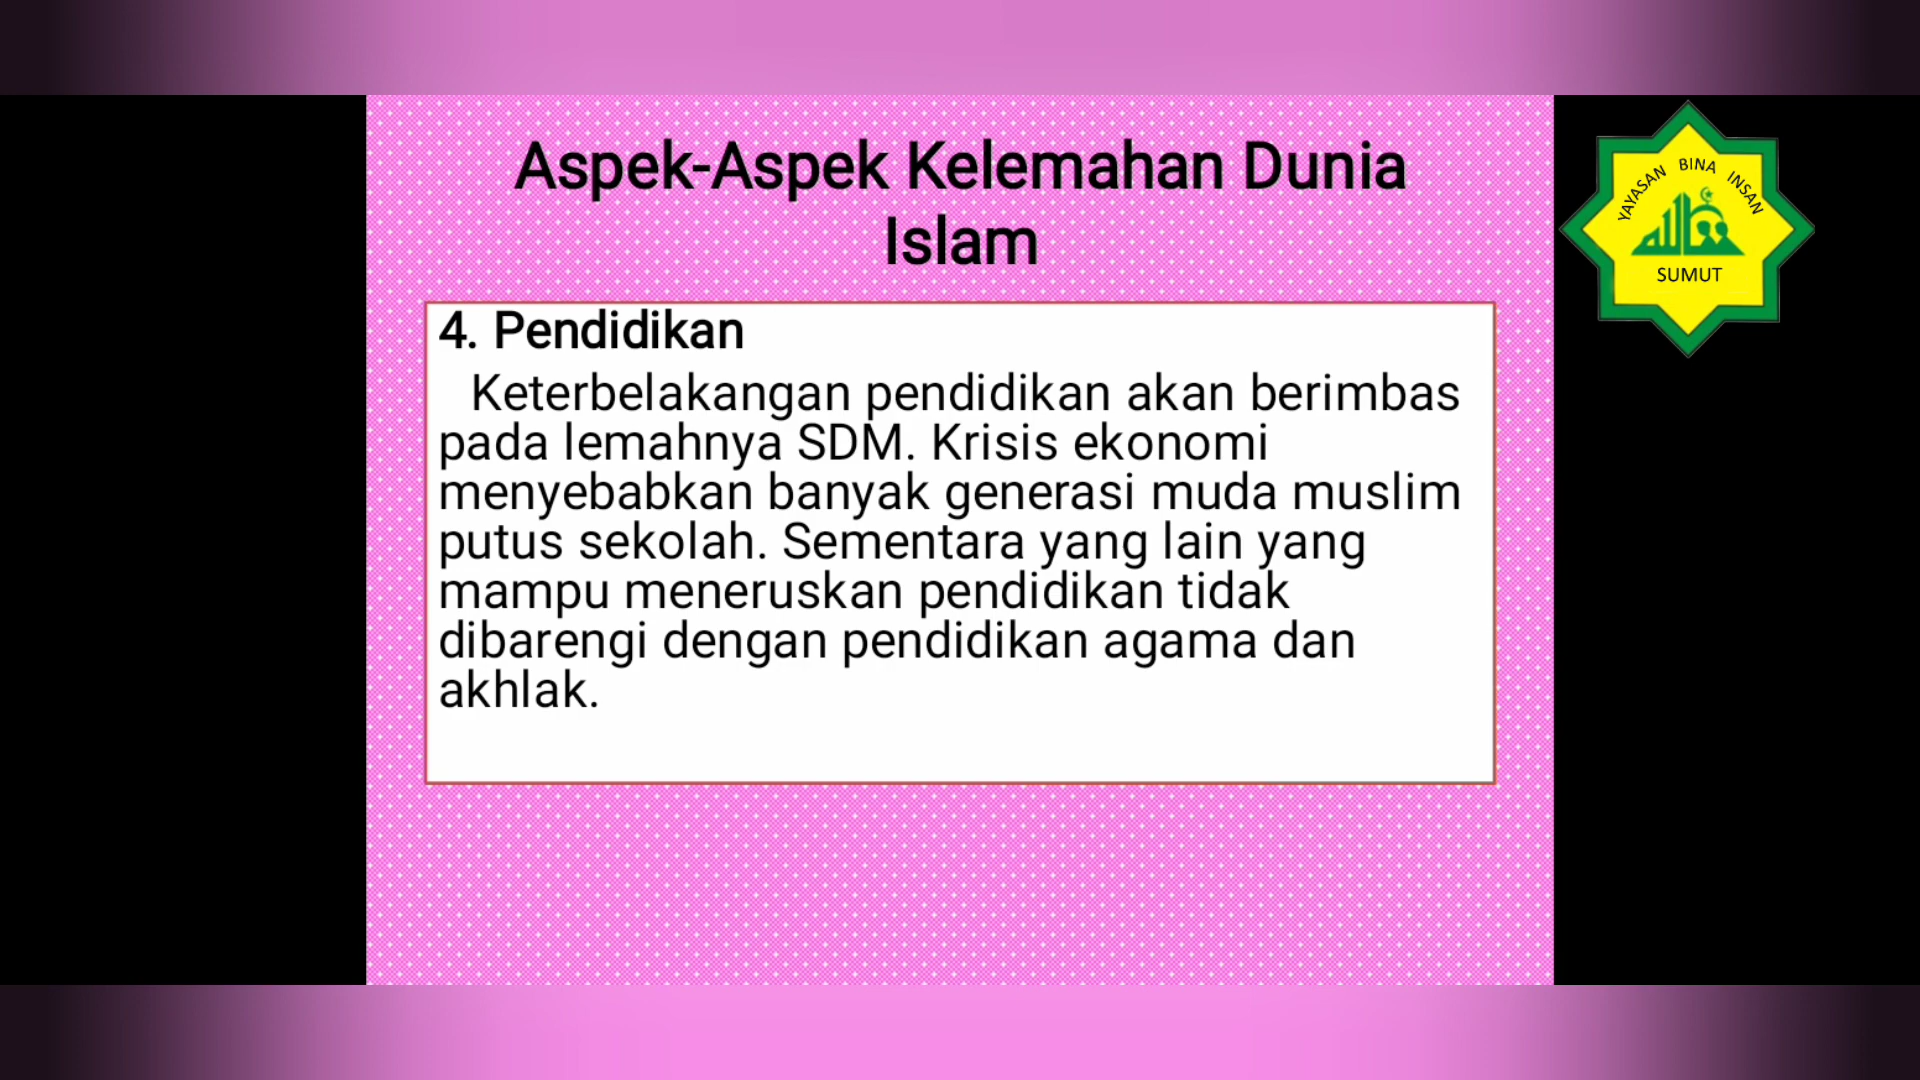 Aspek-Aspek Kelemahan Dunia
Islam
4. Pendidikan
Keterbelakangan pendidikan akan berimbas
pada lemahnya SDM. Krisis ekonomi
menyebabkan banyak generasi muda muslim
putus sekolah. Sementara yang lain yang
mampu meneruskan pendidikan tidak
dibarengi dengan pendidikan agama dan
akhlak.
YAYASAN BINA INSAN
SUMUT